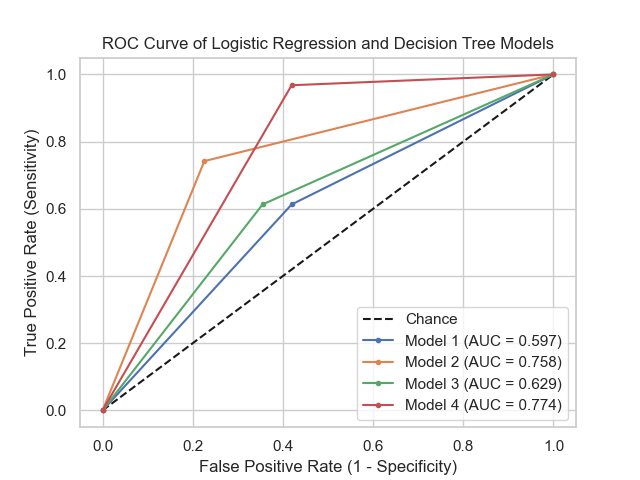 ROC Curve of Logistic Regression and Decision Tree Models
True Positive Rate (Sensitivity)
1.0
0.8
0.6
0.4
0.2
0.0
Chance
Model 1 (AUC = 0.597)
Model 2 (AUC = 0.758)
Model 3 (AUC = 0.629)
Model 4 (AUC = 0.774)
0.0 0.2 0.4 0.6 0.8 1.0
False Positive Rate (1 - Specificity)